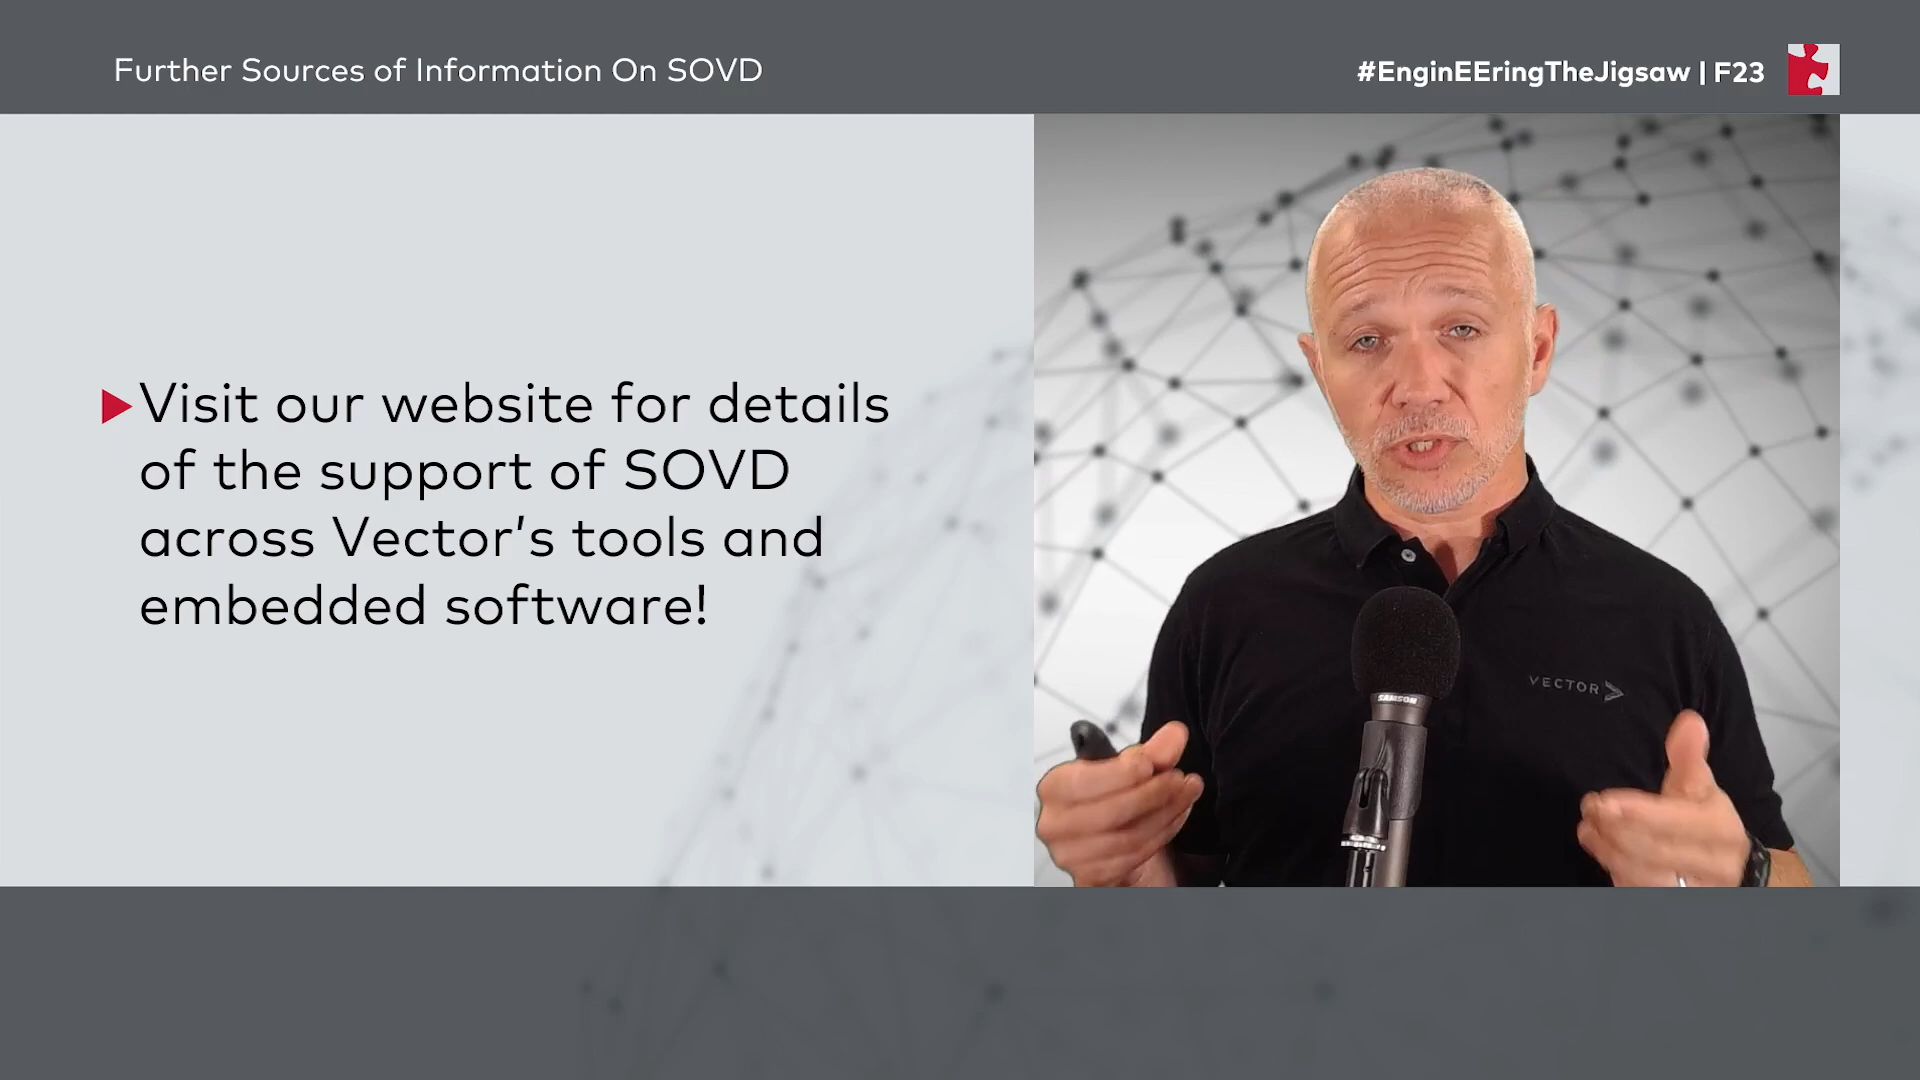 Further Sources of Information On SOVD
#EnginEEringTheJigsaw | F23
Visit our website for details
of the support of SOVD
across Vector’s tools and
embedded software!
VECTOR
SAMSON